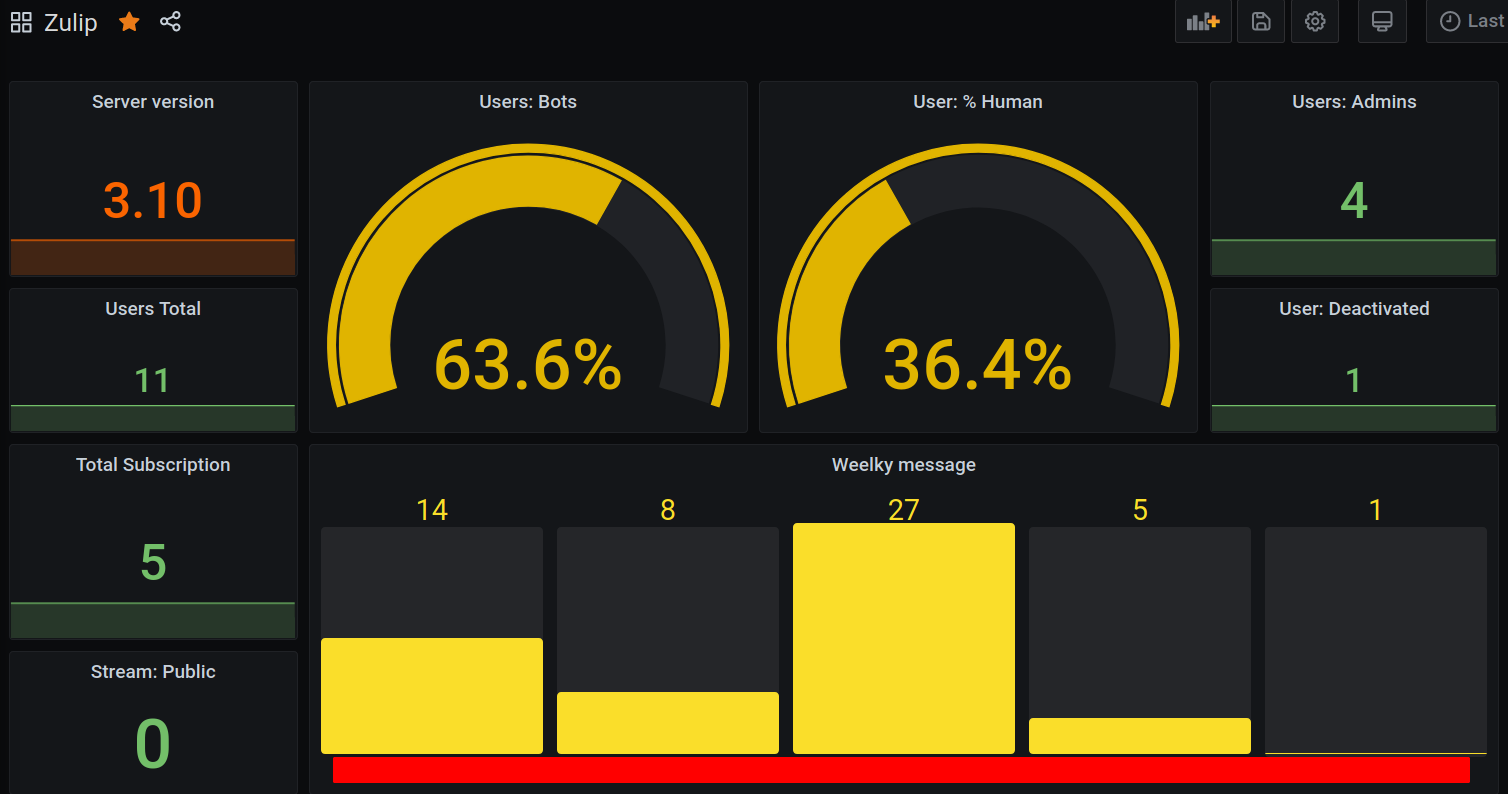 Zulip
Last
Server version
3.10
Users: Bots
63.6%
User: % Human
36.4%
Users: Admins
4
Users Total
11
User: Deactivated
1
Total Subscription
5
Weelky message
14 8 27 5 1
Stream: Public
0